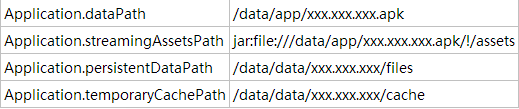 Application.dataPath /data/app/xxx.xxx.xxx.apk
Application.streamingAssetsPath jar:file:///data/app/xxx.xxx.xxx.apk/!/assets
Application.persistentDataPath /data/data/xxx.xxx.xxx/files
Application.temporaryCachePath /data/data/xxx.xxx.xxx/cache